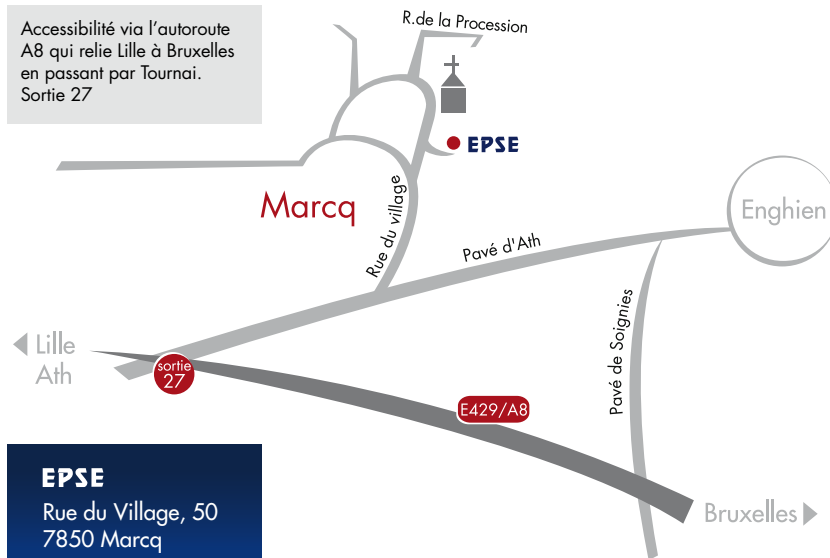 Accessibilité via l'autoroute
A8 qui relie Lille à Bruxelles
en passant par Tournai.
Sortie 27
R.de la Procession
EPSE
Marcq
Rue du village
Pavé d'Ath
Enghien
Pavé de Soignies
Lille
Ath
sortie
27
E429/A8
Bruxelles
EPSE
Rue du Village, 50
7850 Marcq